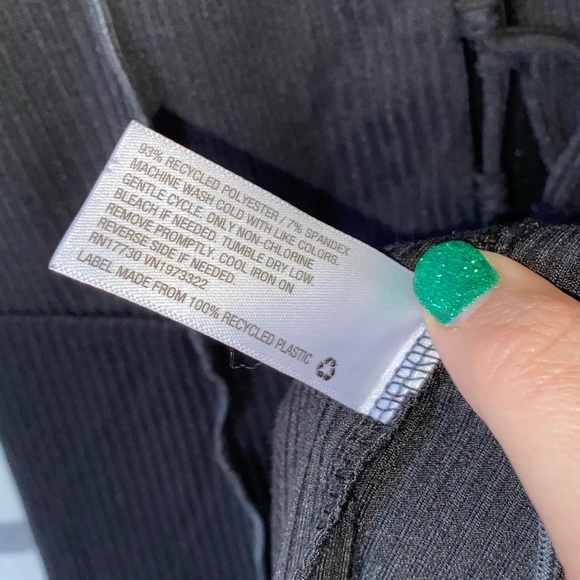 93% RECYCLED POLYESTER / 7% SPANDEX
MACHINE WASH COLD WITH LIKE COLORS.
GENTLE CYCLE. ONLY NON-CHLORINE
BLEACH IF NEEDED. TUMBLE DRY LOW.
REMOVE PROMPTLY. COOL IRON ON
REVERSE SIDE IF NEEDED.
RN17730 VN1973322
LABEL MADE FROM 100% RECYCLED PLASTIC